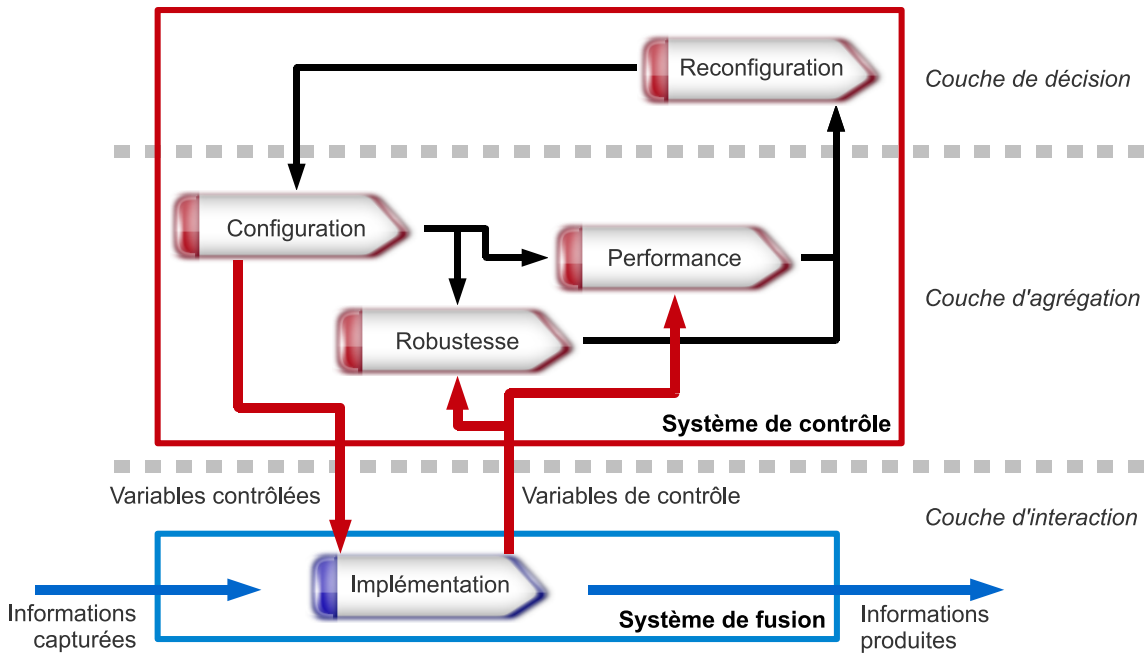 Reconfiguration
Couche de décision
Configuration
Performance
Couche d'agrégation
Robustesse
Système de contrôle
Variables contrôlées
Variables de contrôle
Couche d'interaction
Implémentation
Informations
capturées
Système de fusion
Informations
produites